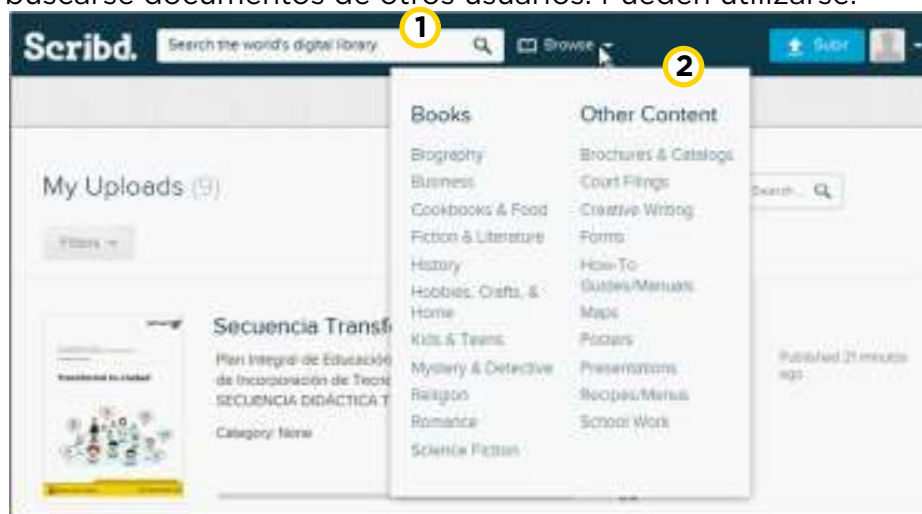 buscarse documentos de otros usuarios. Pueden utilizarse:
1
Scribd.
Search the world's digital library
Browse
2
Subir
Books
Other Content
Biography
Business
Cookbooks & Food
Fiction & Literature
History
Hobbies, Crafts, &
Home
Kids & Teens
Mystery & Detective
Religion
Romance
Science Fiction
Brochures & Catalogs
Court Filings
Creative Writing
Forms
How-To
Guides/Manuals
Maps
Posters
Presentations
Recipes/Menus
School Work
My Uploads (9)
Search
Filters
Secuencia Transf
Plan Integral de Educación
de Incorporación de Tecno
SECUENCIA DIDÁCTICA T
Category: None
Published 21 minutos
ago